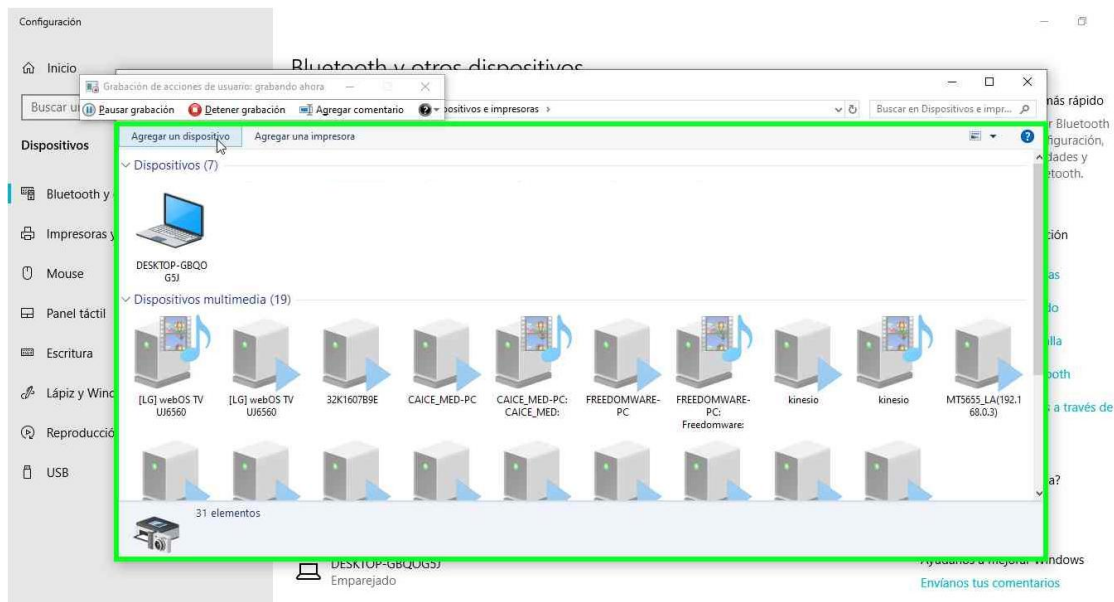 Configuración
Inicio
Bluetooth y otros dispositivos
Grabación de acciones de usuario: grabando ahora
Pausar grabación
Detener grabación
Agregar comentario
positivos e impresoras
Buscar en Dispositivos e impr...
Buscar u
más rápido
r Bluetooth
figuración,
dades y
etooth.
Agregar un dispositivo
Agregar una impresora
Dispositivos
Dispositivos (7)
Bluetooth y
Impresoras y
Mouse
Panel táctil
Escritura
Lápiz y Wind
Reproducció
USB
DESKTOP-GBQO
G5J
Dispositivos multimedia (19)
[LG] webOS TV
UJ6560
[LG] webOS TV
UJ6560
32K1607B9E
CAICE_MED-PC
CAICE_MED-PC:
CAICE_MED:
FREEDOMWARE-
PC
FREEDOMWARE-
PC:
Freedomware:
kinesio
kinesio
MT5655_LA(192.1
68.0.3)
31 elementos
ción
as
do
lla
ooth
s a través de
a?
DESKTOP-GBQOG5J
Emparejado
Ayúdanos a mejorar Windows
Envíanos tus comentarios